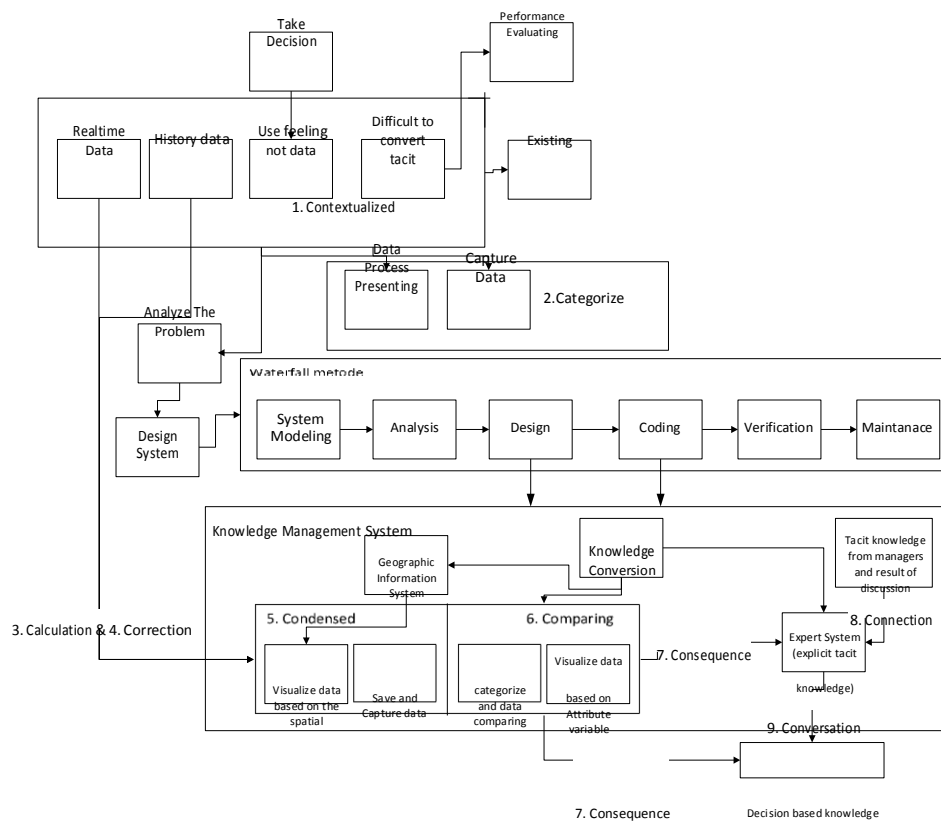 Take
Decision
Performance
Evaluating
Realtime
Data
History data
Use feeling
not data
Difficult to
convert
tacit
Existing
1. Contextualized
Data
Process
Presenting
Capture
Data
2.Categorize
Analyze The
Problem
Waterfall metode
Design
System
System
Modeling
Analysis
Design
Coding
Verification
Maintanace
Knowledge Management System
Geographic
Information
System
Knowledge
Conversion
Tacit knowledge
from managers
and result of
discussion
3. Calculation & 4. Correction
5. Condensed
6. Comparing
8. Connection
Expert System
(explicit tacit
knowledge)
7. Consequence
Visualize data
based on the
spatial
Save and
Capture data
categorize
and data
comparing
Visualize data
based on
Attribute
variable
9. Conversation
7. Consequence
Decision based knowledge